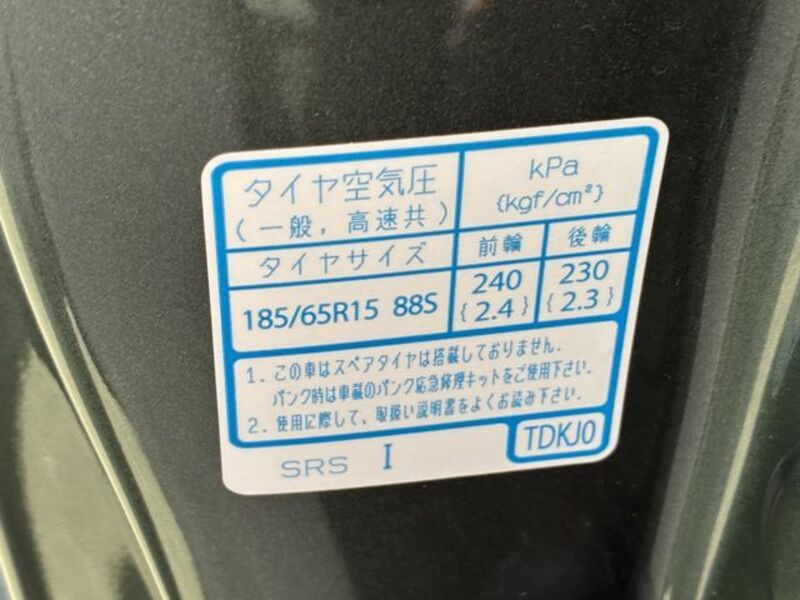 タイヤ空気圧
(一般，高速共)
kPa
{kgf/cm²}
タイヤサイズ
前輪
後輪
185/65R15 88S
240
{2.4}
230
{2.3}
1．この車はスペアタイヤは搭載しておりません．
パンク時は車載のパンク応急修理キットをご使用下さい．
2．使用に際して、取扱い説明書をよくお読み下さい．
SRS I
TDKJ0